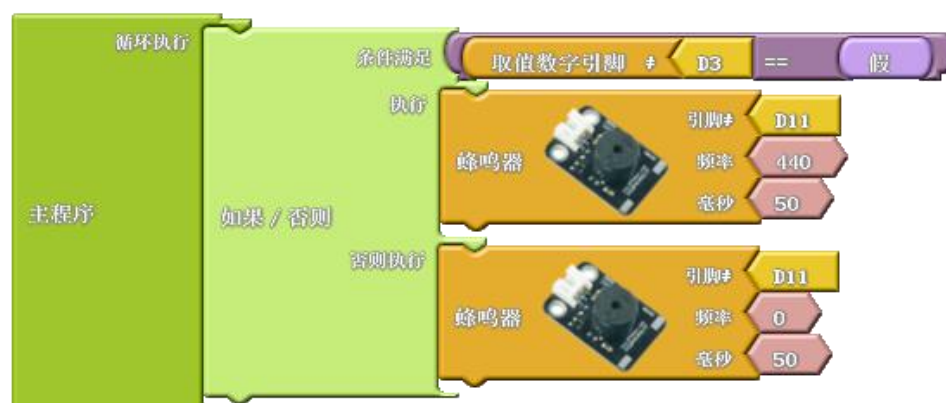 循环执行
条件满足
取值数字引脚 # D3 == 假
执行
引脚# D11
蜂鸣器
频率 440
毫秒 50
主程序
如果 / 否则
否则执行
引脚# D11
蜂鸣器
频率 0
毫秒 50